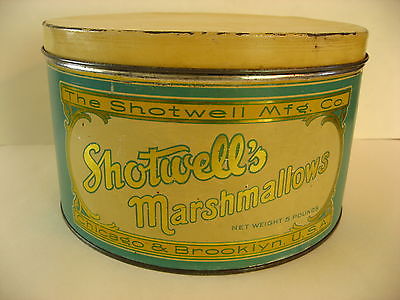 The Shotwell Mfg. Co
Shotwell's
Marshmallows
NET WEIGHT 5 POUNDS
Chicago & Brooklyn, U.S.A.